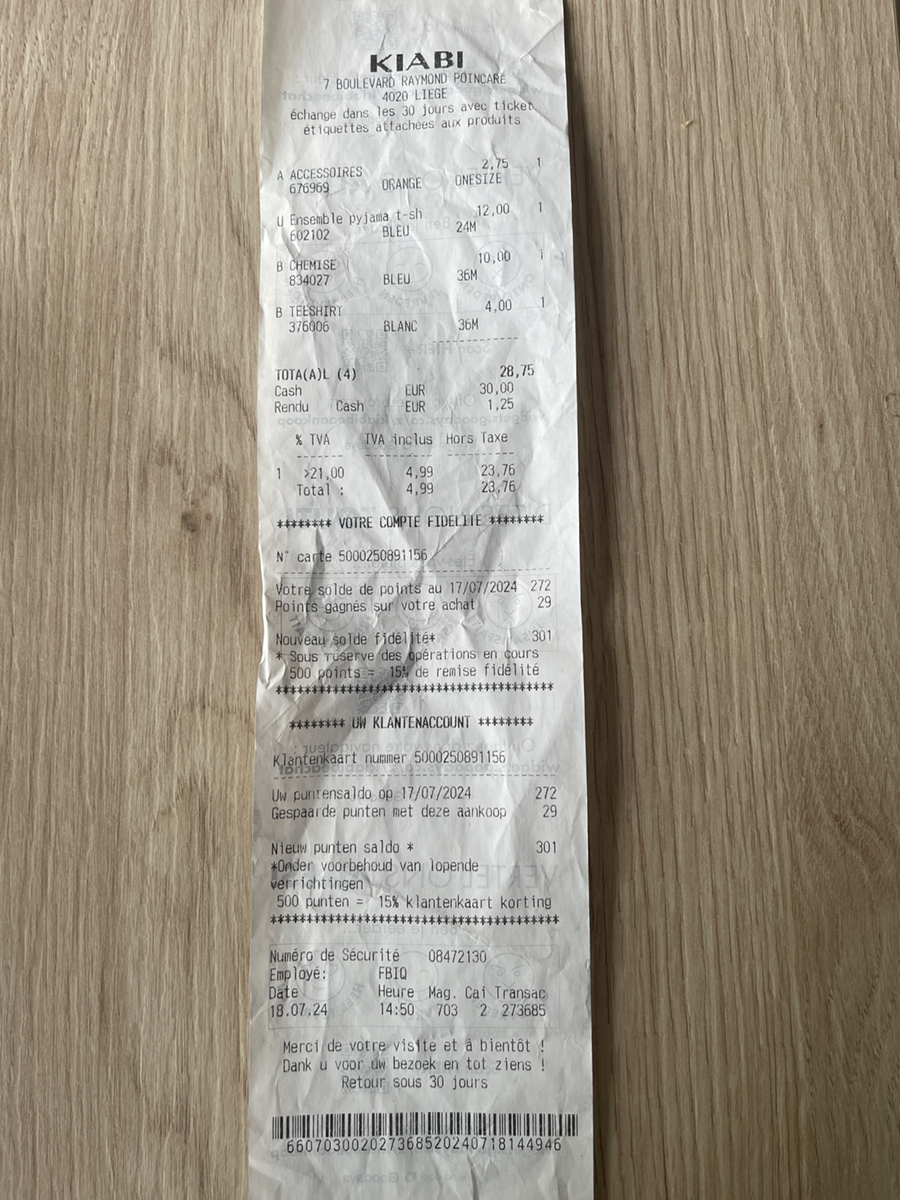 KIABI
7 BOULEVARD RAYMOND POINCARE
4020 LIEGE
échange dans les 30 jours avec ticket
étiquettes attachées aux produits
A ACCESSOIRES 2,75 1
676969 ORANGE ONESIZE
U Ensemble pyjama t-sh 12,00 1
602102 BLEU 24M
B CHEMISE 10,00 1
834027 BLEU 36M
B TEESHIRT 4,00 1
376006 BLANC 36M
TOTA(A)L (4) 28,75
Cash EUR 30,00
Rendu Cash EUR 1,25
% TVA TVA inclus Hors Taxe
1 >21,00 4,99 23,76
Total : 4,99 23,76
******** VOTRE COMPTE FIDELITE ********
N° carte 5000250891156
Votre solde de points au 17/07/2024 272
Points gagnés sur votre achat 29
Nouveau solde fidélité* 301
* Sous réserve des opérations en cours
500 points = 15% de remise fidélité
****************************************
******** UW KLANTENACCOUNT ********
Klantenkaart nummer 5000250891156
Uw puntensaldo op 17/07/2024 272
Gespaarde punten met deze aankoop 29
Nieuw punten saldo * 301
*Onder voorbehoud van lopende
verrichtingen
500 punten = 15% klantenkaart korting
****************************************
Numéro de Sécurité 08472130
Employé: FBIQ
Date Heure Mag. Cai Transac
18.07.24 14:50 703 2 273685
Merci de votre visite et à bientôt !
Dank u voor uw bezoek en tot ziens !
Retour sous 30 jours
660703002027368520240718144946